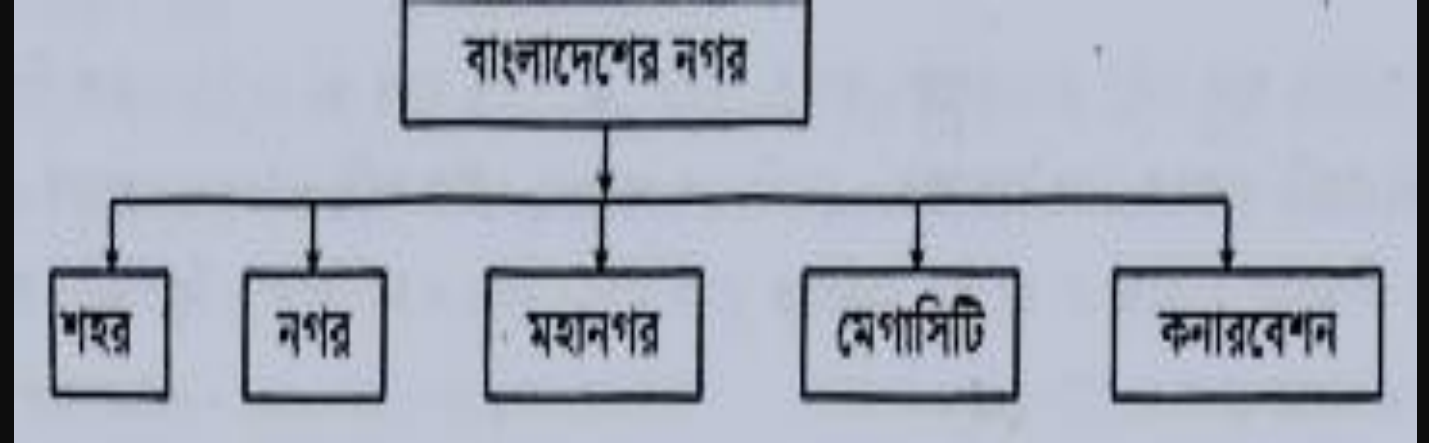 বাংলাদেশের নগর
শহর
নগর
মহানগর
মেগাসিটি
কনারবেশন